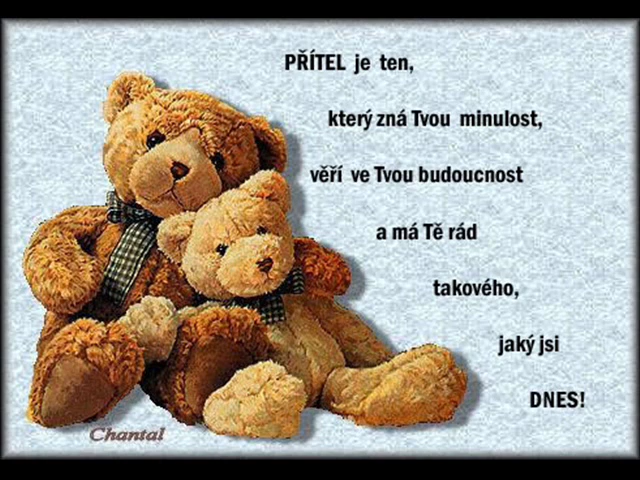 PŘÍTEL je ten,
který zná Tvou minulost,
věří ve Tvou budoucnost
a má Tě rád
takového,
jaký jsi
DNES!
Chantal